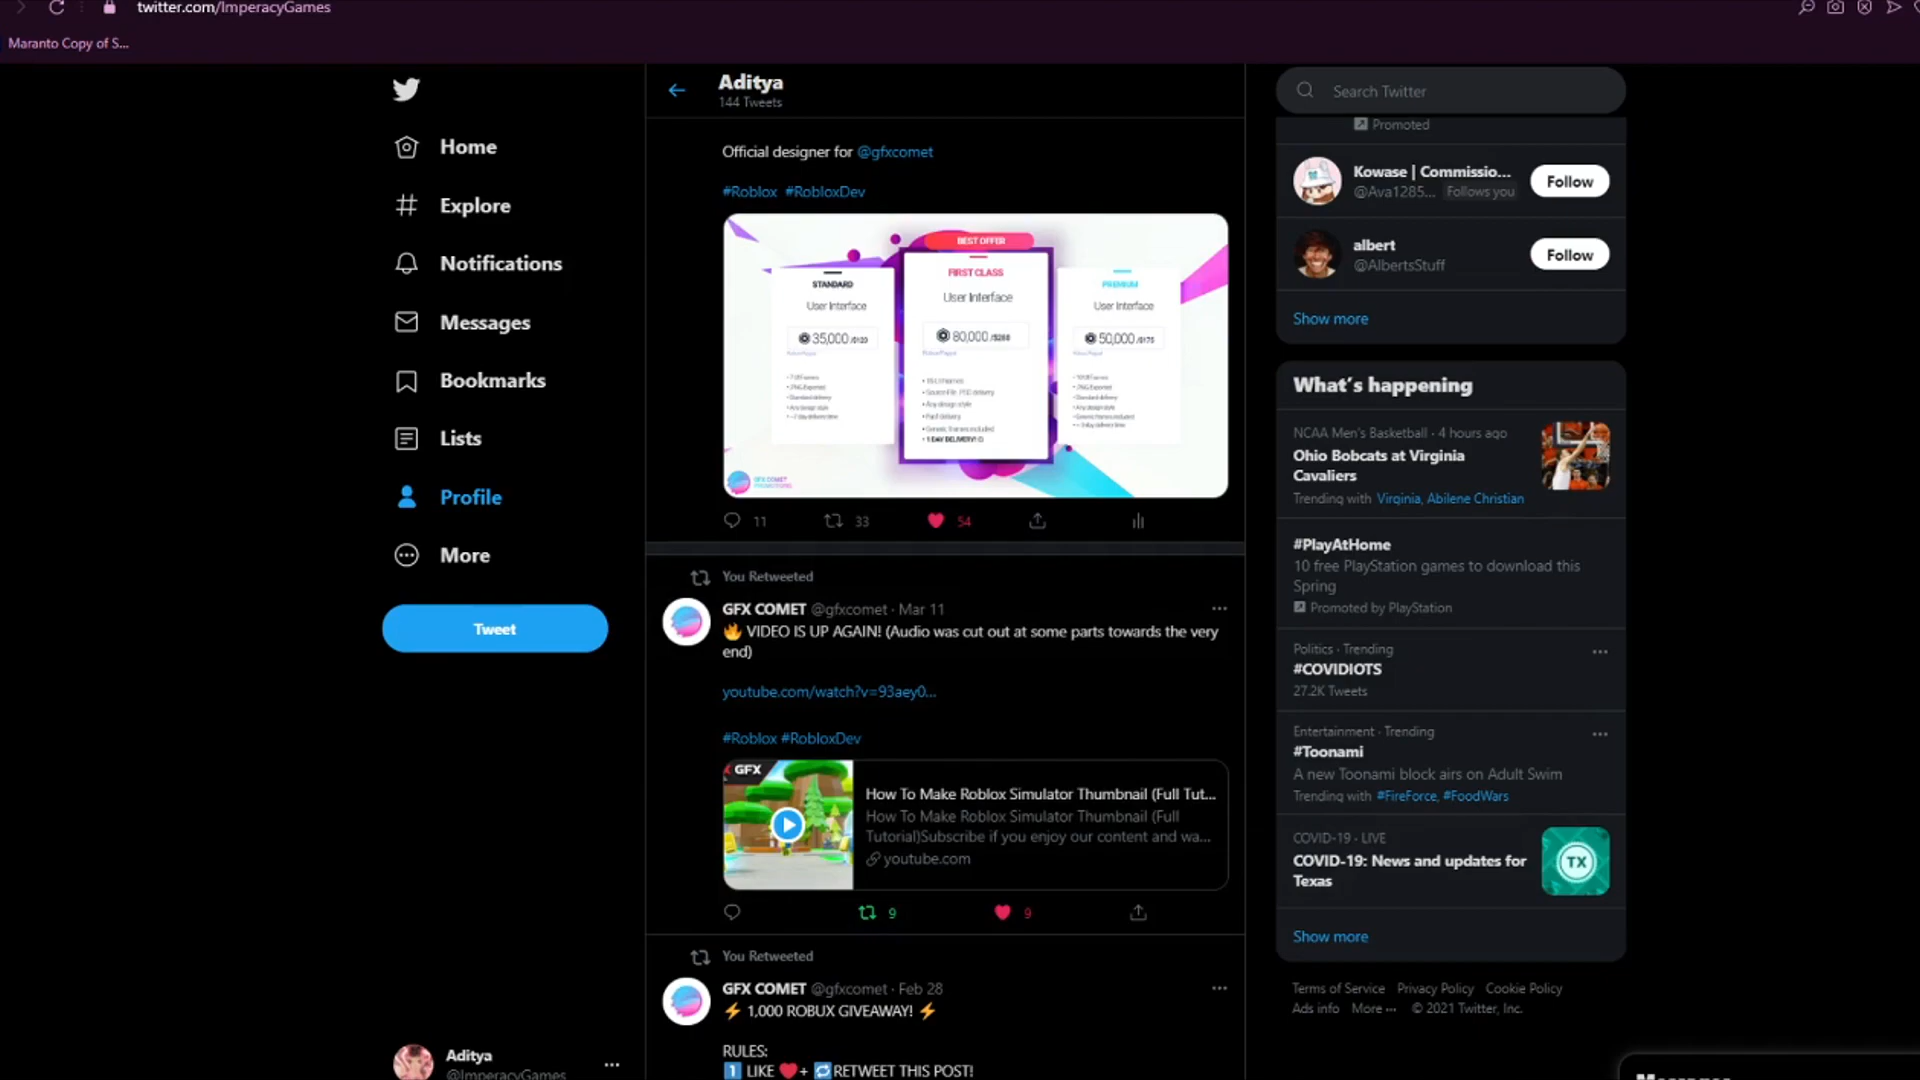 twitter.com/ImperacyGames
Maranto Copy of S...
Home
Explore
Notifications
Messages
Bookmarks
Lists
Profile
More
Tweet
Aditya
@ImperacyGames
Aditya
144 Tweets
Official designer for @gfxcomet
#Roblox #RobloxDev
BEST OFFER
STANDARD
User Interface
35,000
FIRST CLASS
User Interface
80,000
• Any design style
• 1 DAY DELIVERY!
PREMIUM
User Interface
50,000
GFX COMET
11
33
54
You Retweeted
GFX COMET @gfxcomet · Mar 11
🔥 VIDEO IS UP AGAIN! (Audio was cut out at some parts towards the very
end)
youtube.com/watch?v=93aey0...
#Roblox #RobloxDev
GFX
How To Make Roblox Simulator Thumbnail (Full Tut...
How To Make Roblox Simulator Thumbnail (Full
Tutorial)Subscribe if you enjoy our content and wa...
youtube.com
9
9
You Retweeted
GFX COMET @gfxcomet · Feb 28
⚡ 1,000 ROBUX GIVEAWAY! ⚡
RULES:
1️⃣ LIKE ❤️+ 🔁RETWEET THIS POST!
Search Twitter
Promoted
Kowase | Commissio...
@Ava1285... Follows you
Follow
albert
@AlbertsStuff
Follow
Show more
What's happening
NCAA Men's Basketball · 4 hours ago
Ohio Bobcats at Virginia
Cavaliers
Trending with Virginia, Abilene Christian
#PlayAtHome
10 free PlayStation games to download this
Spring
Promoted by PlayStation
Politics · Trending
#COVIDIOTS
27.2K Tweets
Entertainment · Trending
#Toonami
A new Toonami block airs on Adult Swim
Trending with #FireForce, #FoodWars
COVID-19 · LIVE
COVID-19: News and updates for
Texas
TX
Show more
Terms of Service Privacy Policy Cookie Policy
Ads info More ··· © 2021 Twitter, Inc.
Messages